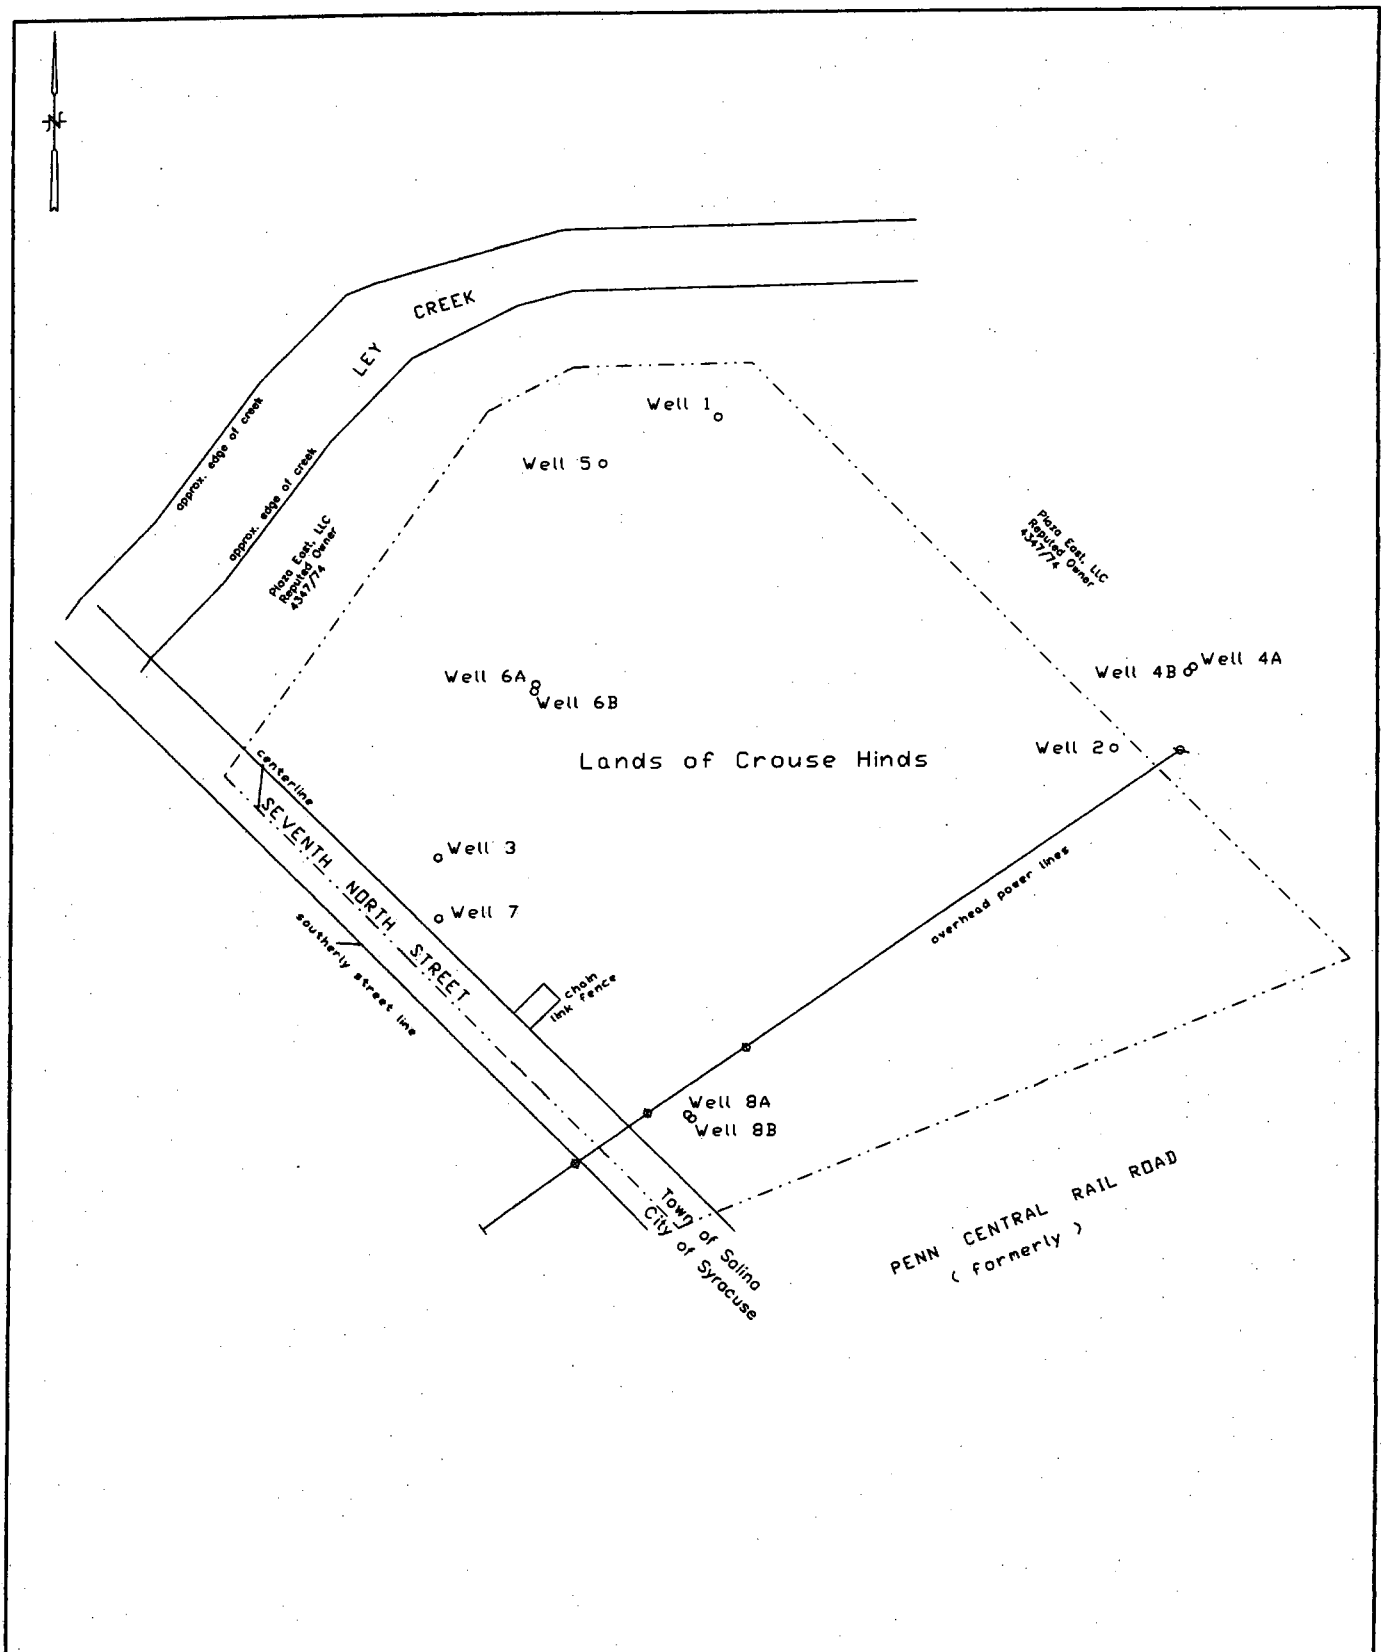 N
LEY CREEK
approx. edge of creek
approx. edge of creek
Plaza East, LLC
Reputed Owner
4347/74
Well 1
Well 5
Plaza East, LLC
Reputed Owner
4347/74
Well 6A
Well 6B
Well 4B
Well 4A
Well 2
Lands of Crouse Hinds
centerline
SEVENTH NORTH STREET
southerly street line
Well 3
Well 7
overhead power lines
chain
link fence
Well 8A
Well 8B
Town of Salina
City of Syracuse
PENN CENTRAL RAIL ROAD
( formerly )